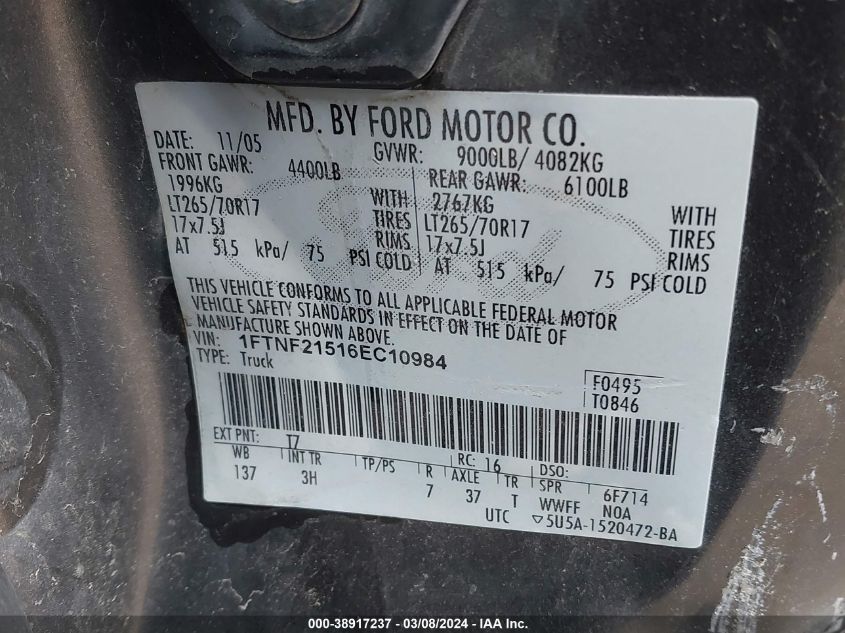 MFD. BY FORD MOTOR CO.
DATE: 11/05 GVWR: 9000LB/ 4082KG
FRONT GAWR: 4400LB REAR GAWR: 6100LB
1996KG WITH 2767KG WITH
LT265/70R17 TIRES LT265/70R17 TIRES
17x7.5J RIMS 17x7.5J RIMS
AT 515 kPa/ 75 PSI COLD AT 515 kPa/ 75 PSI COLD
THIS VEHICLE CONFORMS TO ALL APPLICABLE FEDERAL MOTOR
VEHICLE SAFETY STANDARDS IN EFFECT ON THE DATE OF
MANUFACTURE SHOWN ABOVE.
VIN: 1FTNF21516EC10984
TYPE: Truck
F0495
T0846
EXT PNT: T7 RC: 16 DSO:
WB INT TR TP/PS R AXLE TR SPR 6F714
137 3H 7 37 T WWFF NOA
UTC ▽5U5A-1520472-BA
000-38917237 - 03/08/2024 - IAA Inc.